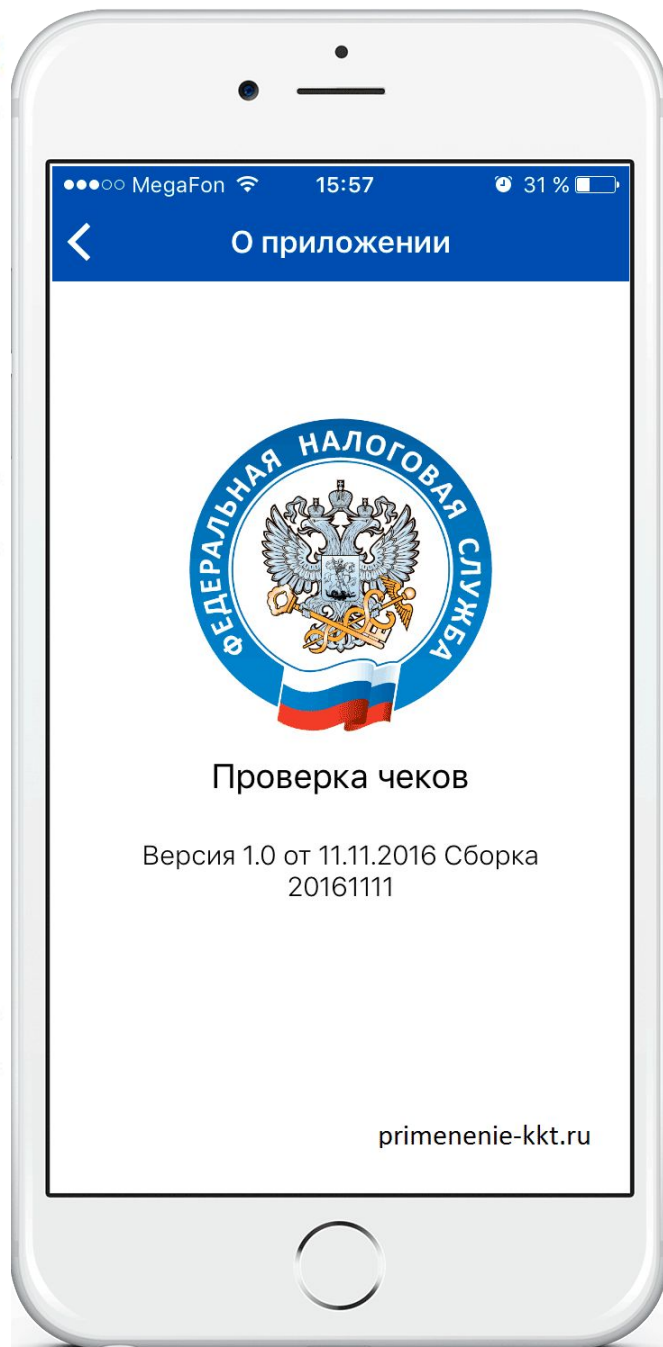 MegaFon 15:57 31 %
О приложении
ФЕДЕРАЛЬНАЯ НАЛОГОВАЯ СЛУЖБА
Проверка чеков
Версия 1.0 от 11.11.2016 Сборка
20161111
primenenie-kkt.ru